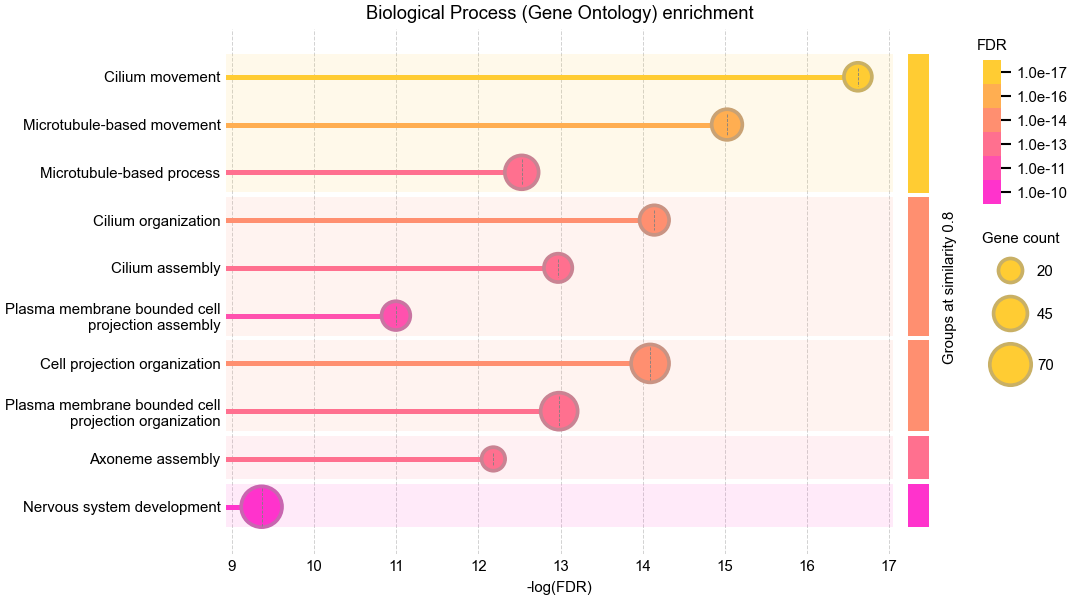 Biological Process (Gene Ontology) enrichment
Cilium movement
Microtubule-based movement
Microtubule-based process
Cilium organization
Cilium assembly
Plasma membrane bounded cell
projection assembly
Cell projection organization
Plasma membrane bounded cell
projection organization
Axoneme assembly
Nervous system development
9 10 11 12 13 14 15 16 17
-log(FDR)
Groups at similarity 0.8
FDR
1.0e-17
1.0e-16
1.0e-14
1.0e-13
1.0e-11
1.0e-10
Gene count
20
45
70